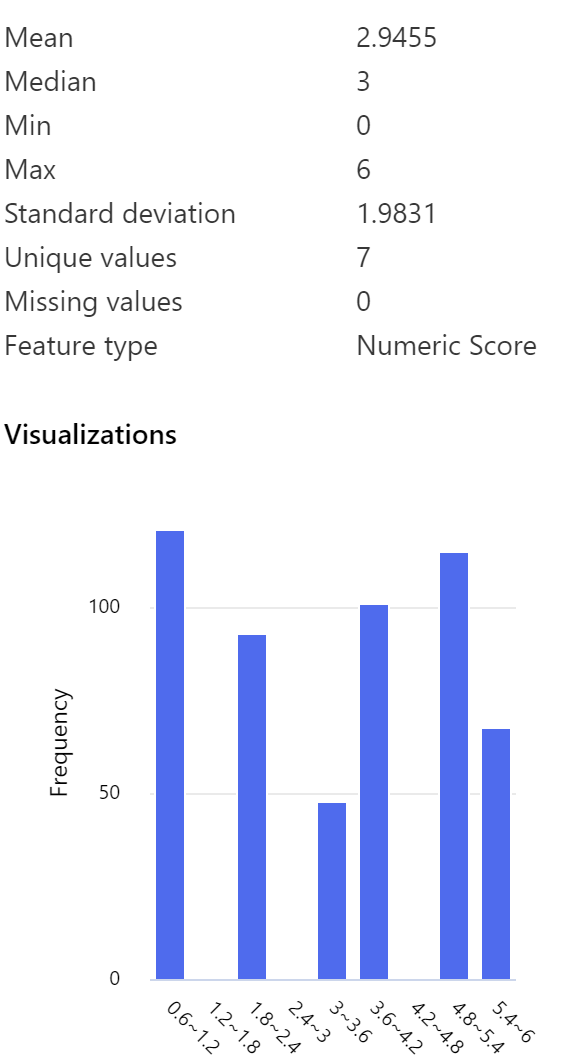 Mean 2.9455
Median 3
Min 0
Max 6
Standard deviation 1.9831
Unique values 7
Missing values 0
Feature type Numeric Score
Visualizations
100
Frequency
50
0
0.6~1.2 1.2~1.8 1.8~2.4 2.4~3 3~3.6 3.6~4.2 4.2~4.8 4.8~5.4 5.4~6